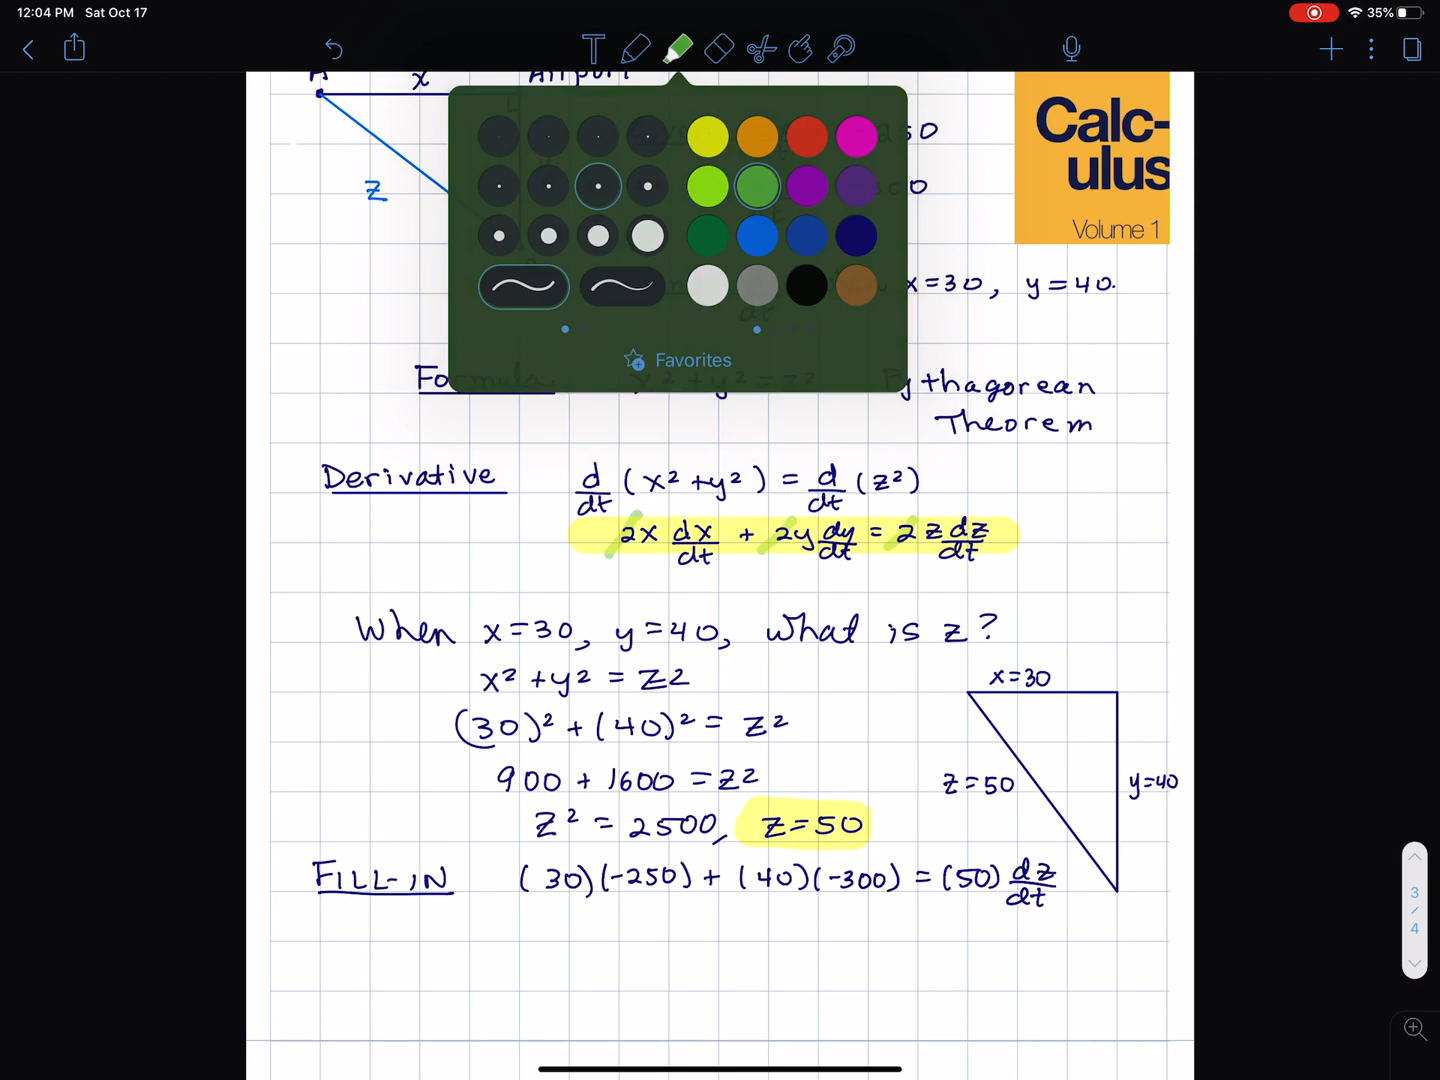 12:04 PM Sat Oct 17
35%
x Airport
Calc-
ulus
Volume 1
z
x=30, y=40.
Favorites
Formula x² + y² = z² Pythagorean
Theorem
Derivative d/dt (x² + y²) = d/dt (z²)
2x dx/dt + 2y dy/dt = 2z dz/dt
When x=30, y=40, what is z?
x² + y² = z²
(30)² + (40)² = z²
900 + 1600 = z²
z² = 2500, z=50
x=30
z=50
y=40
FILL-IN (30)(-250) + (40)(-300) = (50) dz/dt
3/4